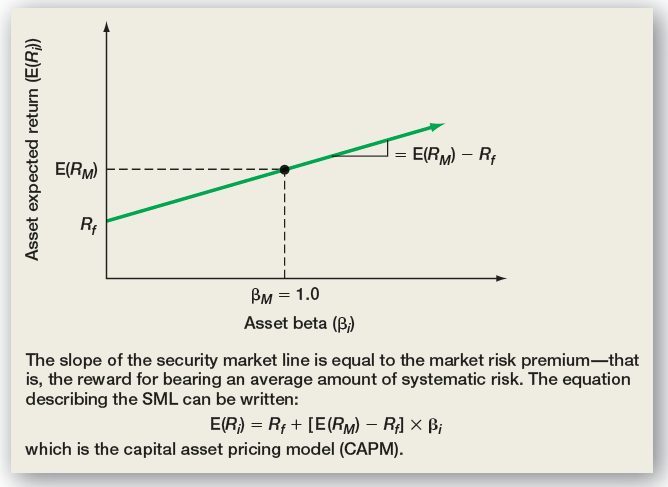 Asset expected return (E(Ri))
E(RM)
Rf
= E(RM) − Rf
βM = 1.0
Asset beta (βi)
The slope of the security market line is equal to the market risk premium—that
is, the reward for bearing an average amount of systematic risk. The equation
describing the SML can be written:
E(Ri) = Rf + [E(RM) − Rf] × βi
which is the capital asset pricing model (CAPM).